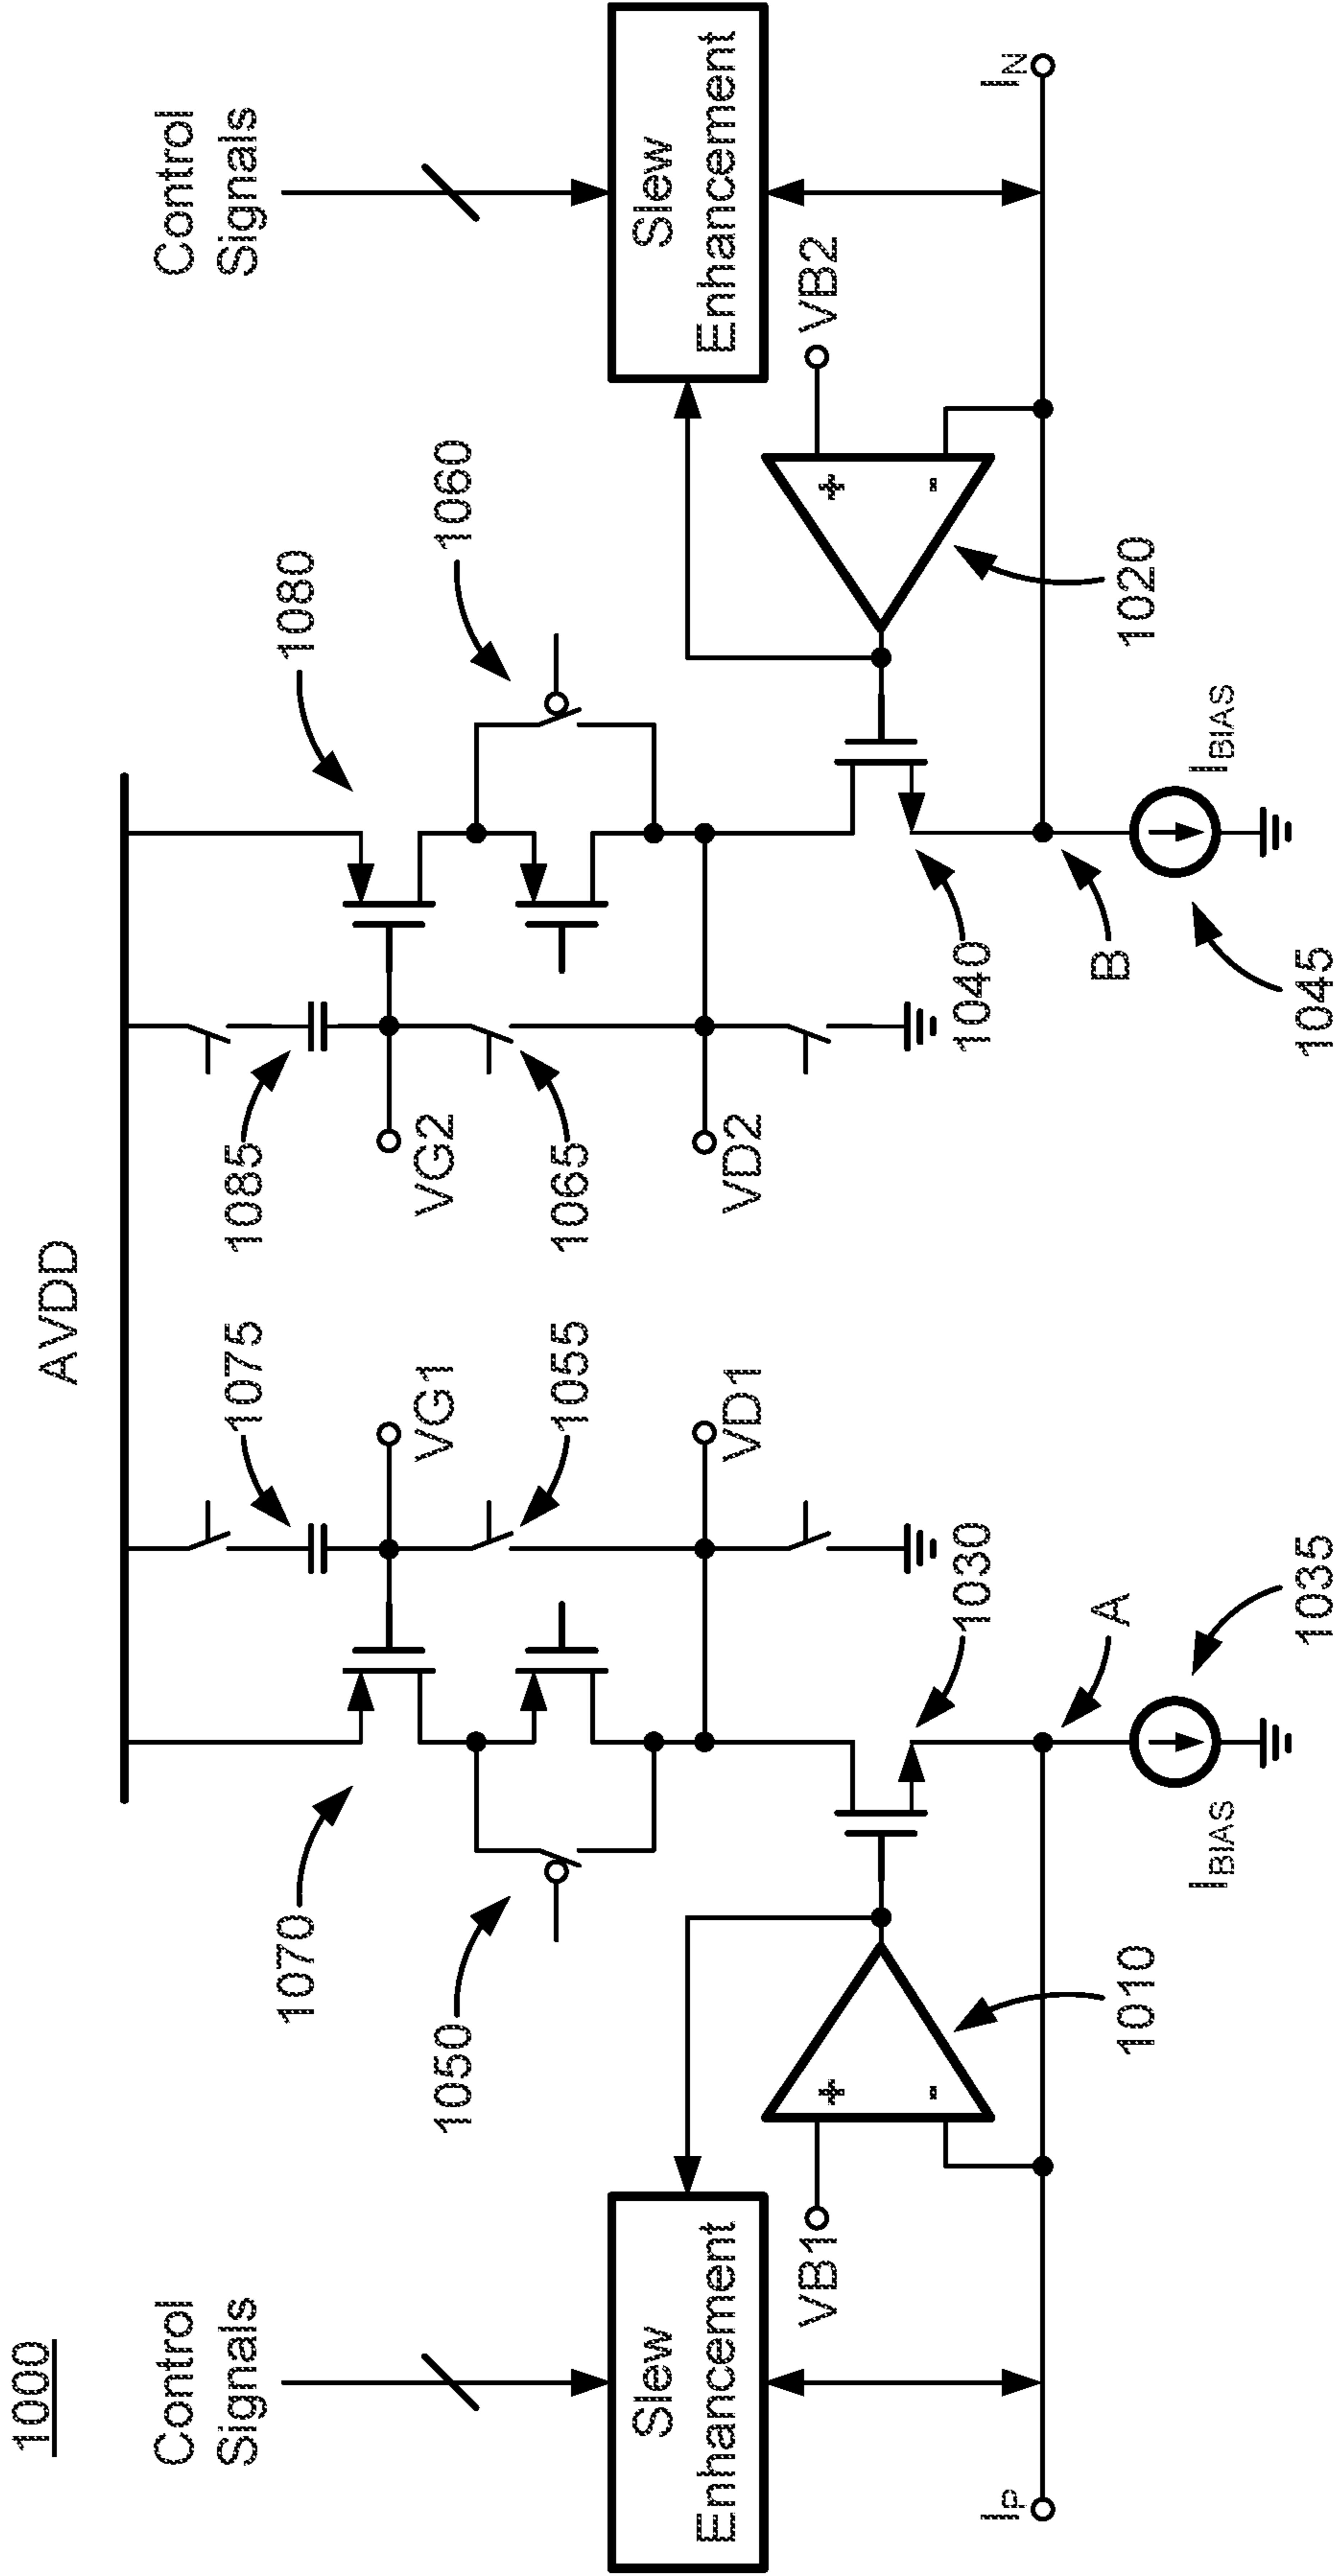 1000
AVDD
Control
Signals
Control
Signals
1070
1075
1085
1080
VG1
VG2
1050
1055
1065
1060
Slew
Enhancement
Slew
Enhancement
VD1
VD2
VB1
VB2
+
-
+
-
1010
1030
1040
1020
A
B
IP
IN
IBIAS
IBIAS
1035
1045